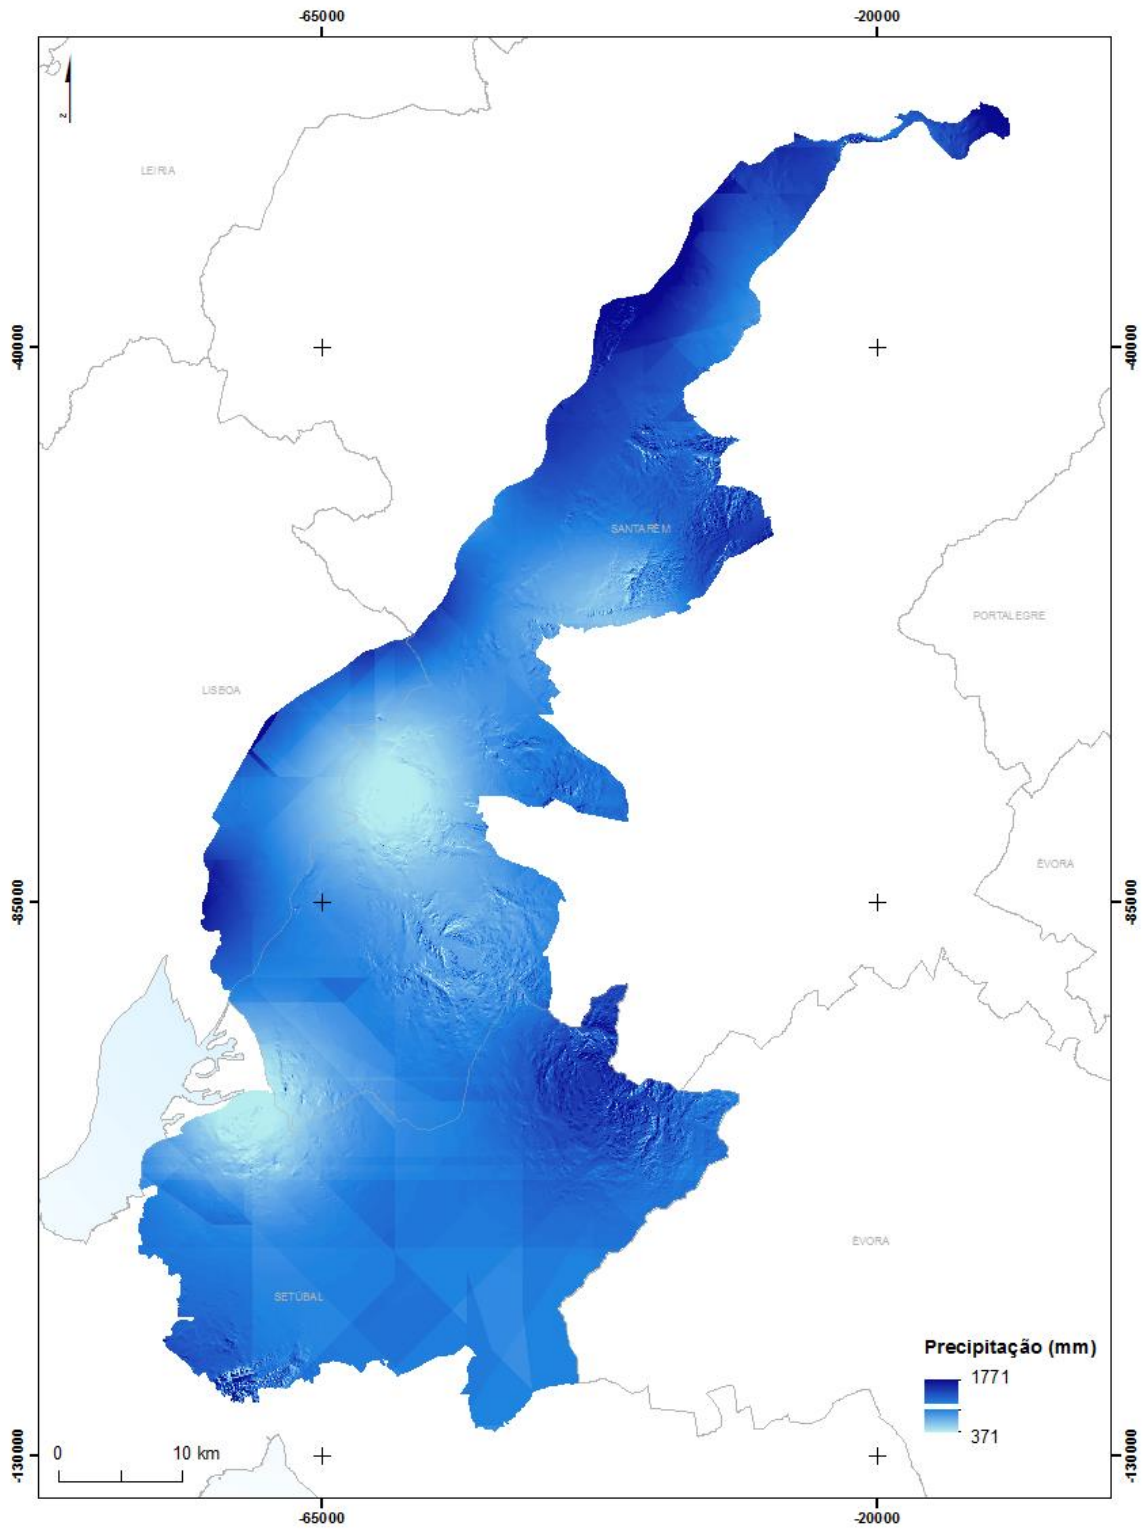 -65000
-20000
z
LEIRIA
-40000
-40000
SANTARÉM
PORTALEGRE
LISBOA
ÉVORA
-85000
-85000
ÉVORA
SETÚBAL
Precipitação (mm)
1771
371
0
10 km
-130000
-130000
-65000
-20000